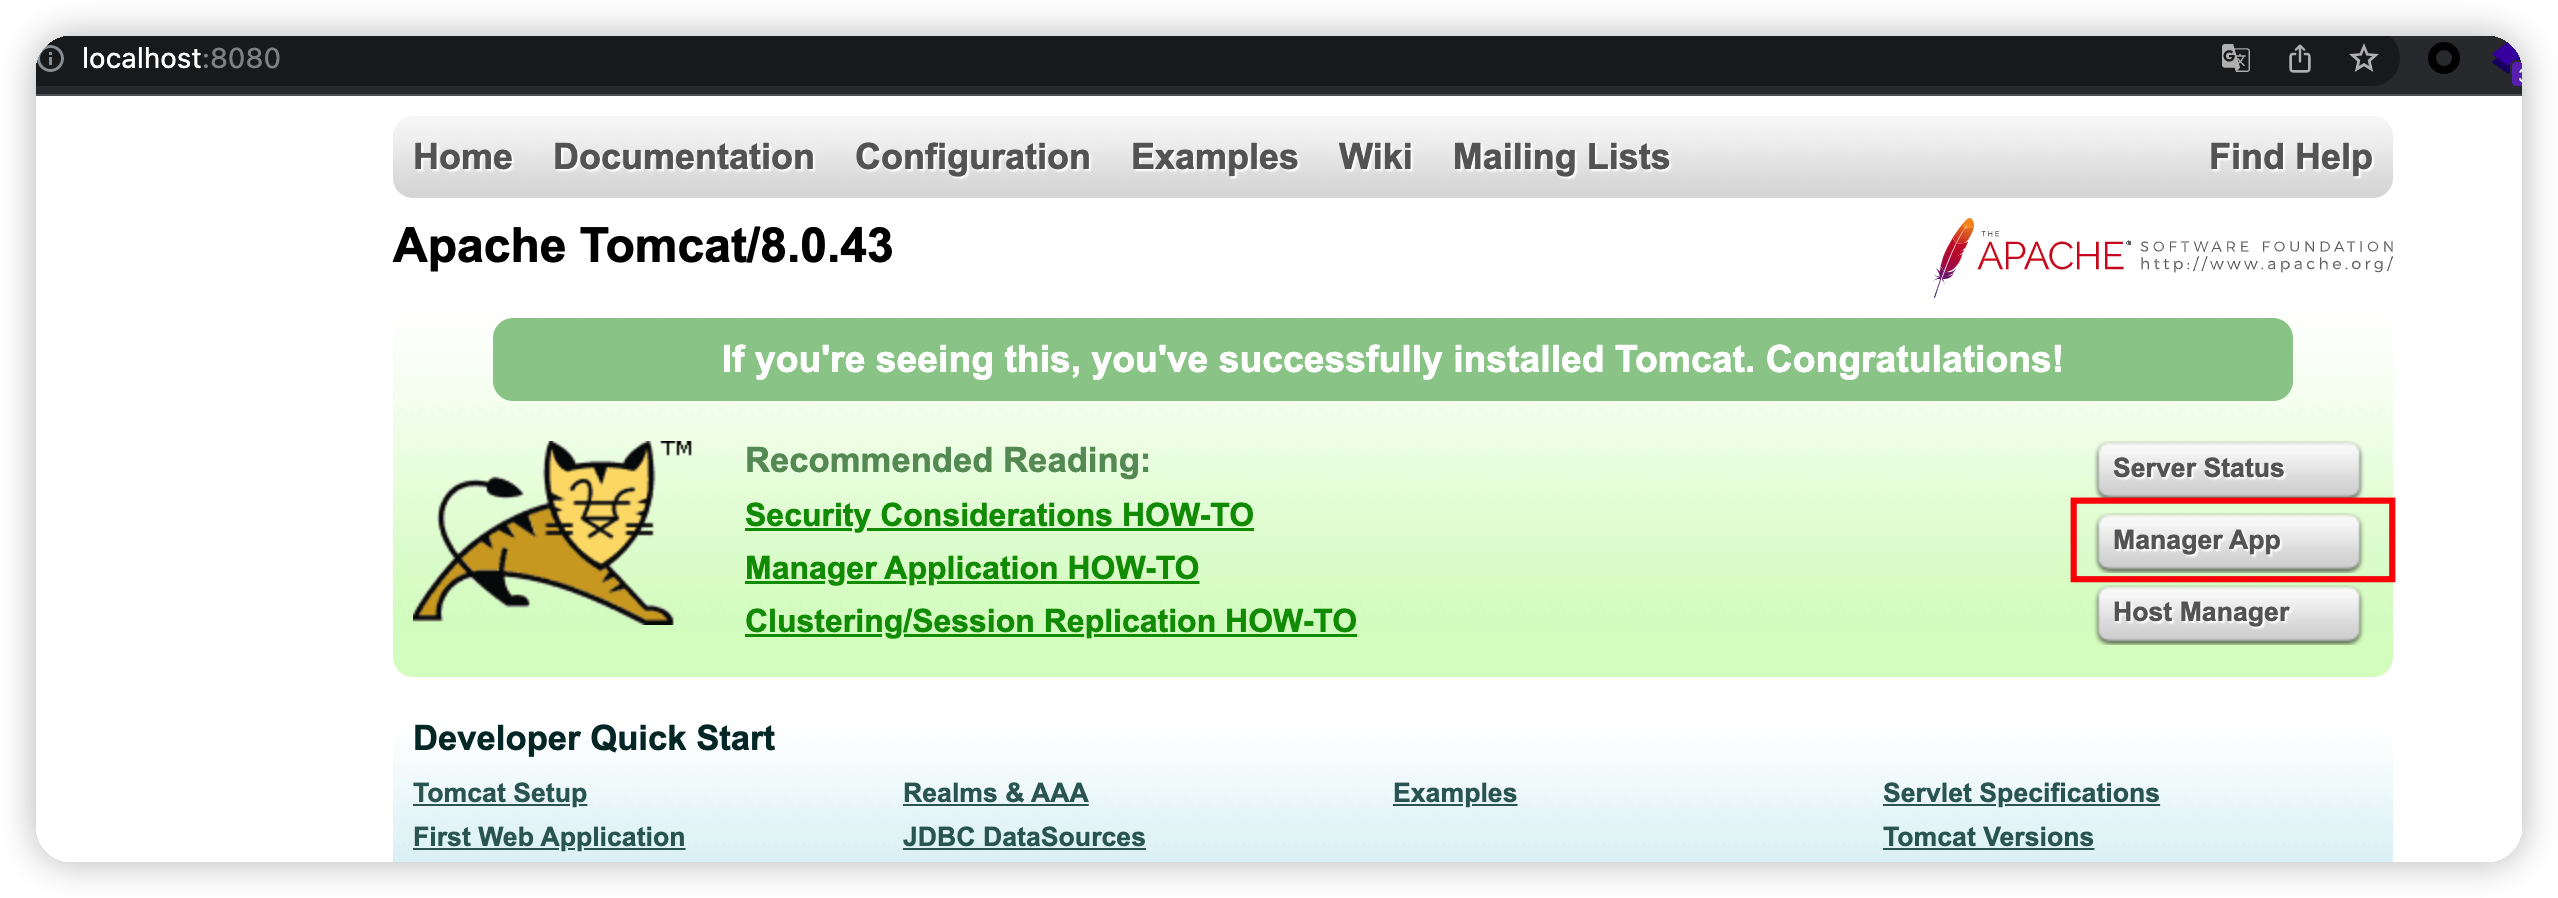 localhost:8080
Home Documentation Configuration Examples Wiki Mailing Lists Find Help
Apache Tomcat/8.0.43
THE APACHE® SOFTWARE FOUNDATION
http://www.apache.org/
If you're seeing this, you've successfully installed Tomcat. Congratulations!
TM
Recommended Reading:
Security Considerations HOW-TO
Manager Application HOW-TO
Clustering/Session Replication HOW-TO
Server Status
Manager App
Host Manager
Developer Quick Start
Tomcat Setup Realms & AAA Examples Servlet Specifications
First Web Application JDBC DataSources Tomcat Versions